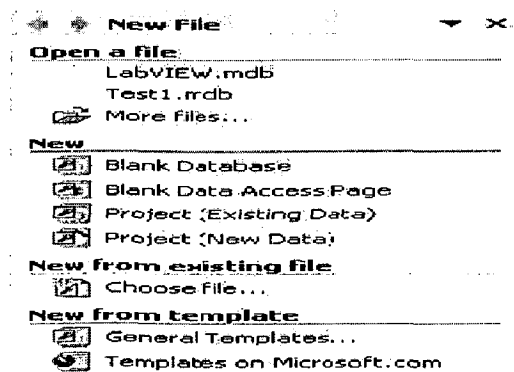 New File
Open a file
LabVIEW.mdb
Test1.mdb
More files...
New
Blank Database
Blank Data Access Page
Project (Existing Data)
Project (New Data)
New from existing file
Choose file...
New from template
General Templates...
Templates on Microsoft.com